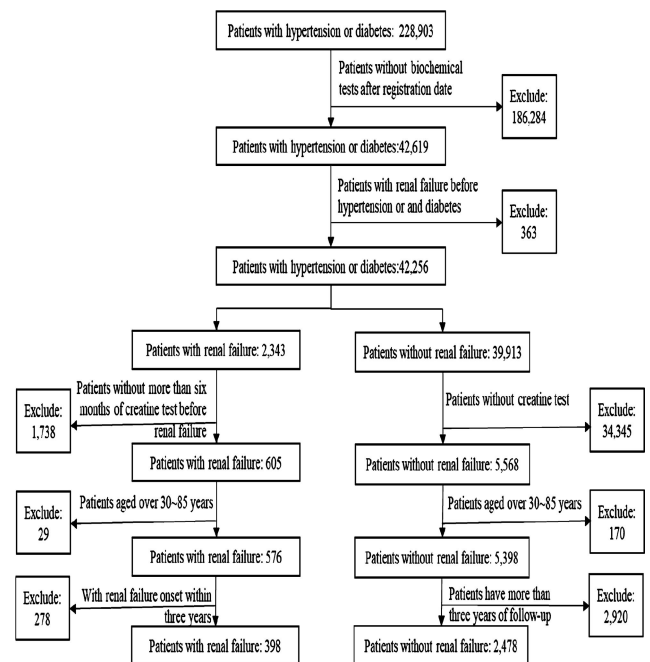 Patients with hypertension or diabetes: 228,903
Patients without biochemical
tests after registration date
Exclude:
186,284
Patients with hypertension or diabetes:42,619
Patients with renal failure before
hypertension or and diabetes
Exclude:
363
Patients with hypertension or diabetes:42,256
Patients with renal failure: 2,343
Patients without renal failure: 39,913
Exclude:
1,738
Patients without more than six
months of creatine test before
renal failure
Patients without creatine test
Exclude:
34,345
Patients with renal failure: 605
Patients without renal failure: 5,568
Exclude:
29
Patients aged over 30~85 years
Patients aged over 30~85 years
Exclude:
170
Patients with renal failure: 576
Patients without renal failure: 5,398
Exclude:
278
With renal failure onset within
three years
Patients have more than
three years of follow-up
Exclude:
2,920
Patients with renal failure: 398
Patients without renal failure: 2,478